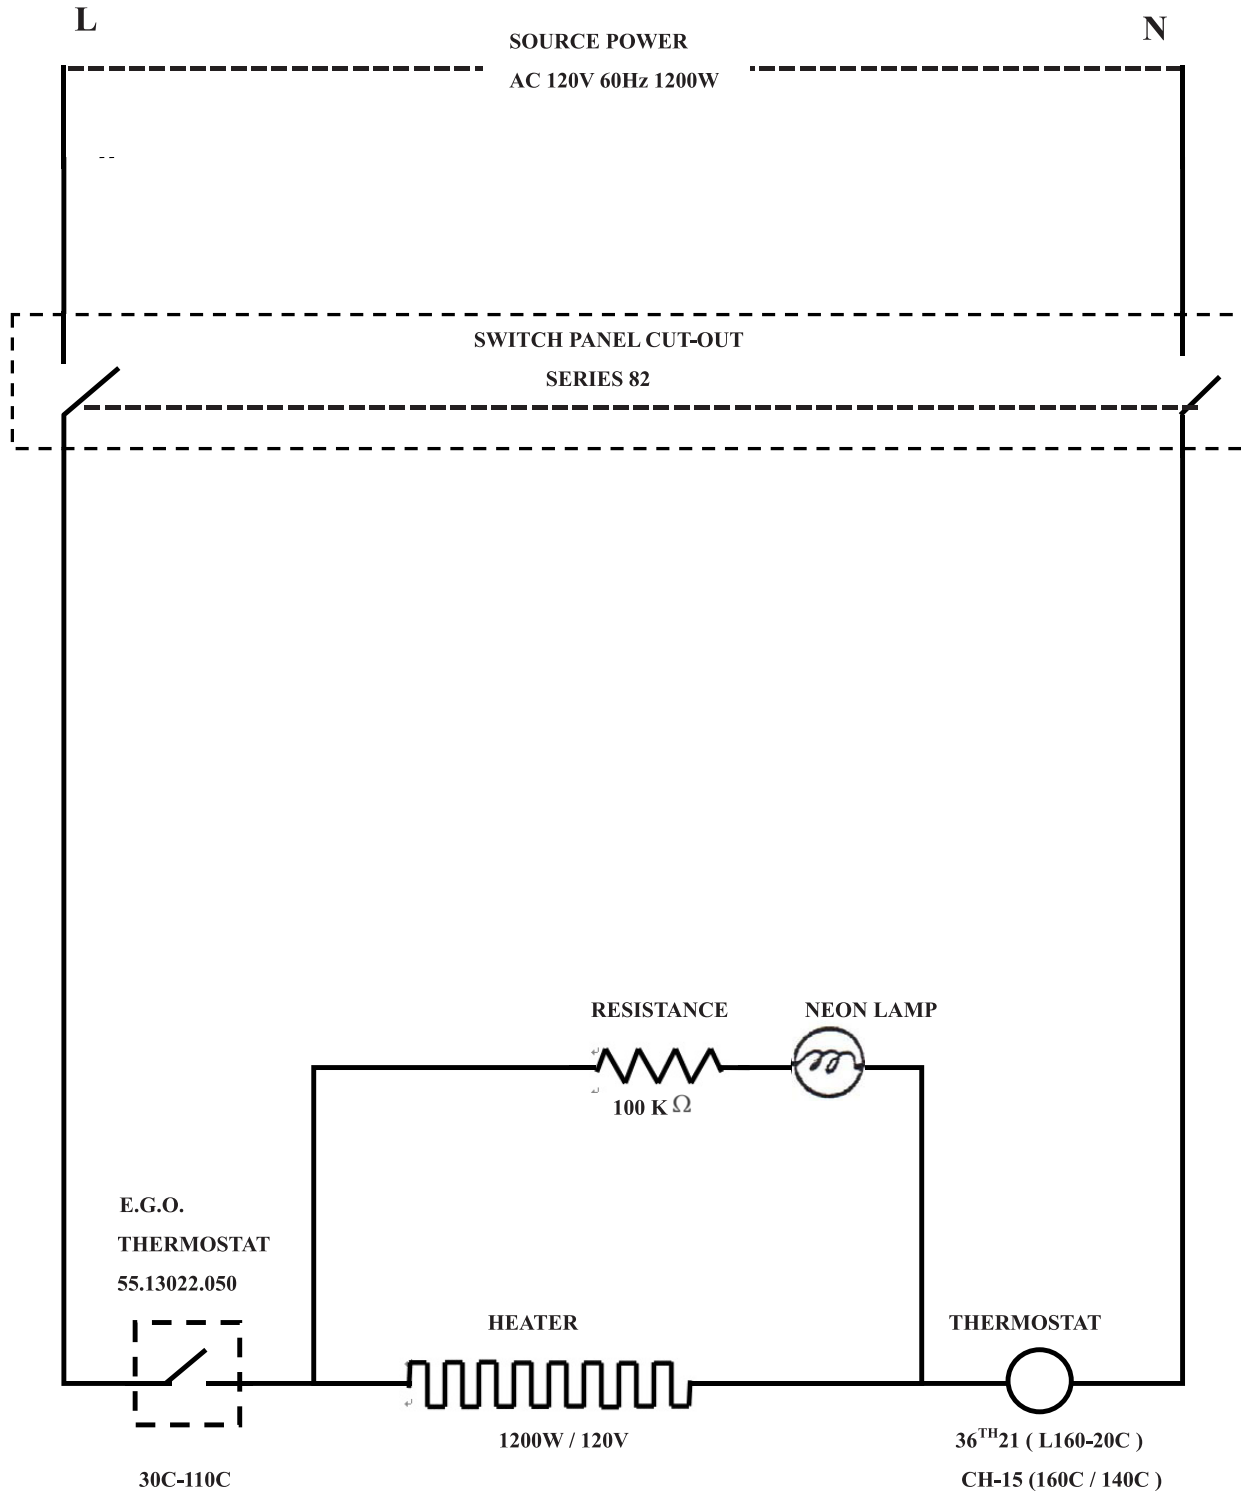 L
N
SOURCE POWER
AC 120V 60Hz 1200W
SWITCH PANEL CUT-OUT
SERIES 82
RESISTANCE
NEON LAMP
100 K Ω
E.G.O.
THERMOSTAT
55.13022.050
HEATER
THERMOSTAT
1200W / 120V
36TH21 ( L160-20C )
30C-110C
CH-15 (160C / 140C )